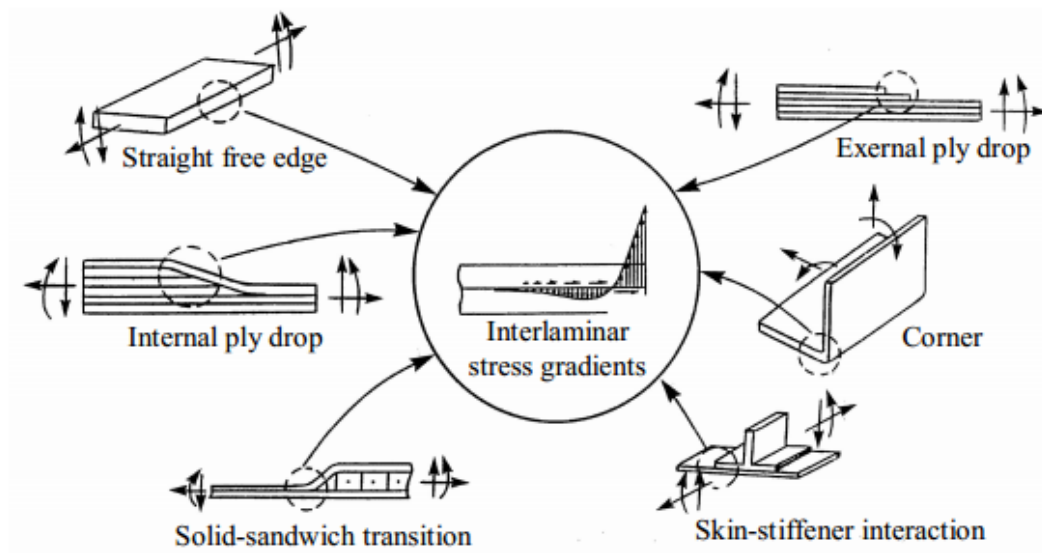 Straight free edge
Exernal ply drop
Internal ply drop
Interlaminar
stress gradients
Corner
Solid-sandwich transition
Skin-stiffener interaction